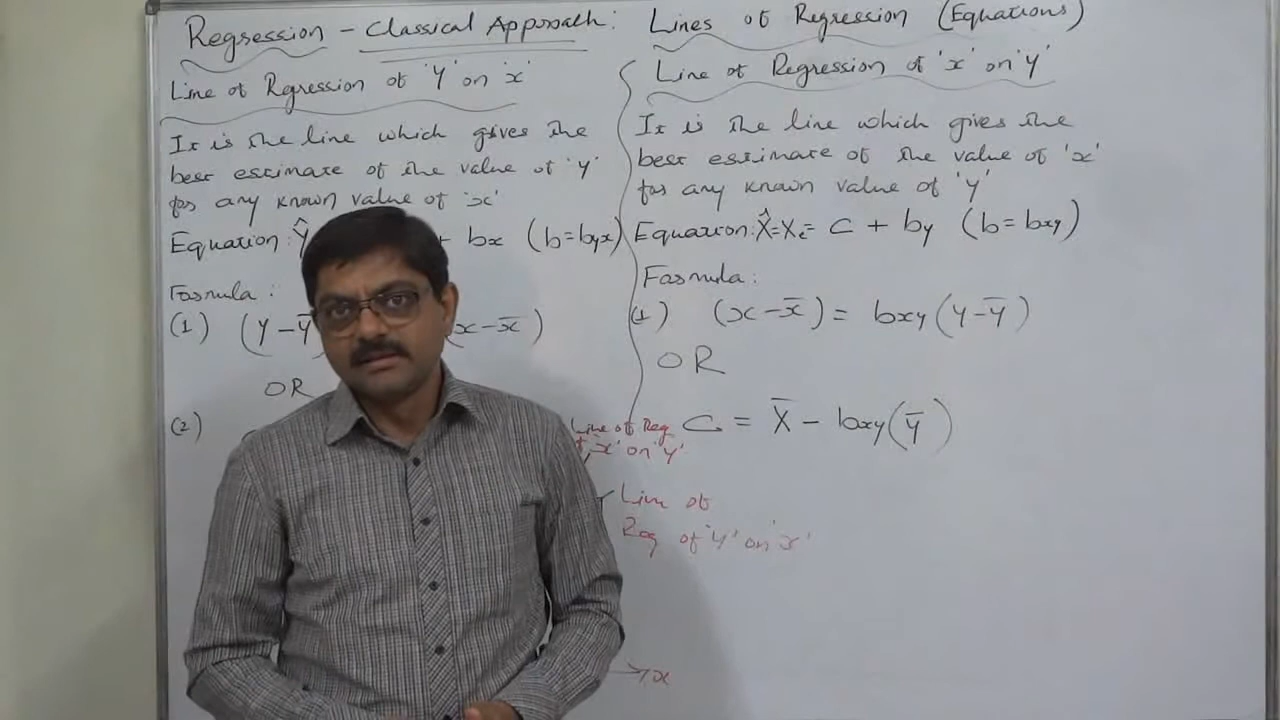 Regression - Classical Approach: Lines of Regression (Equations)
Line of Regression of 'Y' on 'x'
It is the line which gives the
best estimate of the value of 'y'
for any known value of 'x'
Equation: Ŷ + bx (b=byx)
Formula:
(1) (y-ȳ (x-x̄)
OR
(2)
Line of Regression of 'x' on 'y'
It is the line which gives the
best estimate of the value of 'x'
for any known value of 'y'
Equation: X̂=Xc= C + by (b=bxy)
Formula:
(1) (x-x̄) = bxy(y-ȳ)
OR
C = X̄ - bxy(ȳ)
Line of Reg
'x' on 'y'
Line of
Reg of 'y' on 'x'
x